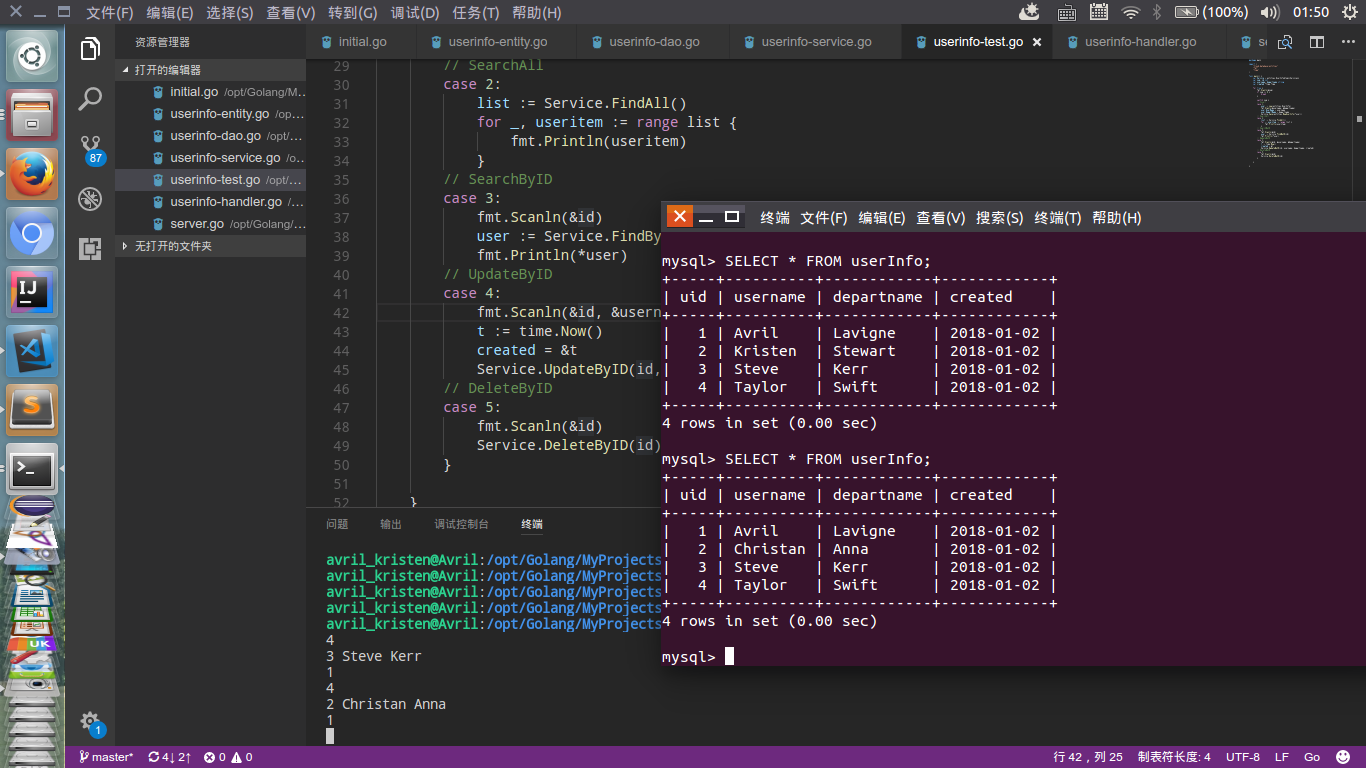 文件(F) 编辑(E) 选择(S) 查看(V) 转到(G) 调试(D) 任务(T) 帮助(H) (100%) 01:50
资源管理器
打开的编辑器
initial.go /opt/Golang/M...
userinfo-entity.go /op...
userinfo-dao.go /opt/...
userinfo-service.go /o...
userinfo-test.go /opt/...
userinfo-handler.go /...
server.go /opt/Golang/...
无打开的文件夹
87
1
initial.go userinfo-entity.go userinfo-dao.go userinfo-service.go userinfo-test.go userinfo-handler.go
29 // SearchAll
30 case 2:
31 list := Service.FindAll()
32 for _, useritem := range list {
33 fmt.Println(useritem)
34 }
35 // SearchByID
36 case 3:
37 fmt.Scanln(&id)
38 user := Service.FindBy
39 fmt.Println(*user)
40 // UpdateByID
41 case 4:
42 fmt.Scanln(&id, &usern
43 t := time.Now()
44 created = &t
45 Service.UpdateByID(id,
46 // DeleteByID
47 case 5:
48 fmt.Scanln(&id)
49 Service.DeleteByID(id)
50 }
51
52 }
问题 输出 调试控制台 终端
avril_kristen@Avril:/opt/Golang/MyProjects
avril_kristen@Avril:/opt/Golang/MyProjects
avril_kristen@Avril:/opt/Golang/MyProjects
avril_kristen@Avril:/opt/Golang/MyProjects
avril_kristen@Avril:/opt/Golang/MyProjects
4
3 Steve Kerr
1
4
2 Christan Anna
1
终端 文件(F) 编辑(E) 查看(V) 搜索(S) 终端(T) 帮助(H)
mysql> SELECT * FROM userInfo;
+-----+----------+------------+------------+
| uid | username | departname | created    |
+-----+----------+------------+------------+
|   1 | Avril    | Lavigne    | 2018-01-02 |
|   2 | Kristen  | Stewart    | 2018-01-02 |
|   3 | Steve    | Kerr       | 2018-01-02 |
|   4 | Taylor   | Swift      | 2018-01-02 |
+-----+----------+------------+------------+
4 rows in set (0.00 sec)
mysql> SELECT * FROM userInfo;
+-----+----------+------------+------------+
| uid | username | departname | created    |
+-----+----------+------------+------------+
|   1 | Avril    | Lavigne    | 2018-01-02 |
|   2 | Christan | Anna       | 2018-01-02 |
|   3 | Steve    | Kerr       | 2018-01-02 |
|   4 | Taylor   | Swift      | 2018-01-02 |
+-----+----------+------------+------------+
4 rows in set (0.00 sec)
mysql>
IJ
UK
master* 4↓ 2↑ 0 0 行 42，列 25 制表符长度: 4 UTF-8 LF Go